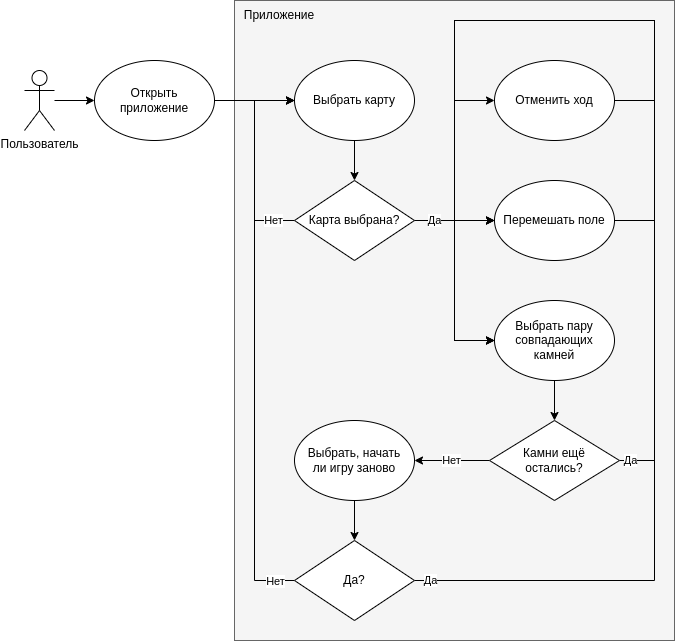 Приложение
Открыть
приложение
Выбрать карту
Отменить ход
Пользователь
Нет
Карта выбрана?
Да
Перемешать поле
Выбрать пару
совпадающих
камней
Выбрать, начать
ли игру заново
Нет
Камни ещё
остались?
Да
Нет
Да?
Да